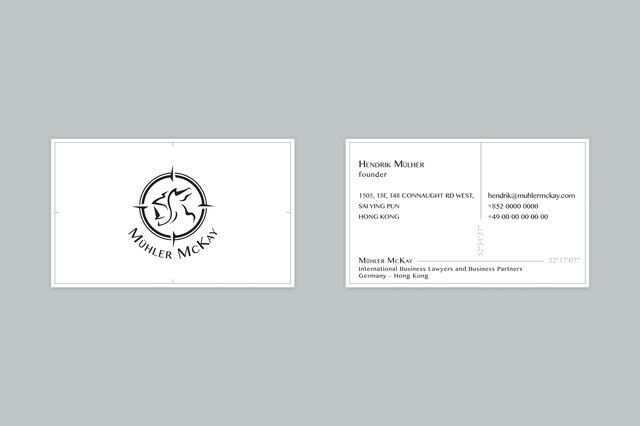 MÜHLER MCKAY
HENDRIK MÜLHER
founder
1505, 15F, 148 CONNAUGHT RD WEST,
SAI YING PUN
HONG KONG
hendrik@muhlermckay.com
+852 0000 0000
+49 00 00 00 00 00
52°31'27"
MÜHLER MCKAY
22°17'07"
International Business Lawyers and Business Partners
Germany - Hong Kong